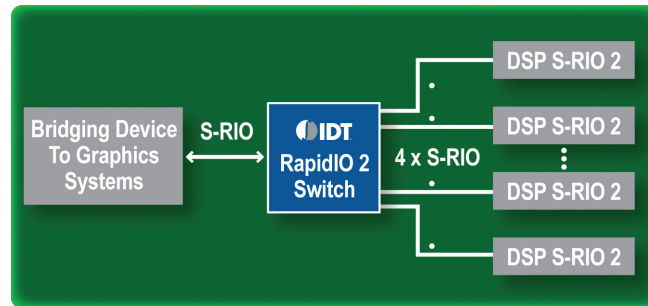 Bridging Device
To Graphics
Systems
S-RIO
IDT
RapidIO 2
Switch
4 x S-RIO
DSP S-RIO 2
DSP S-RIO 2
DSP S-RIO 2
DSP S-RIO 2